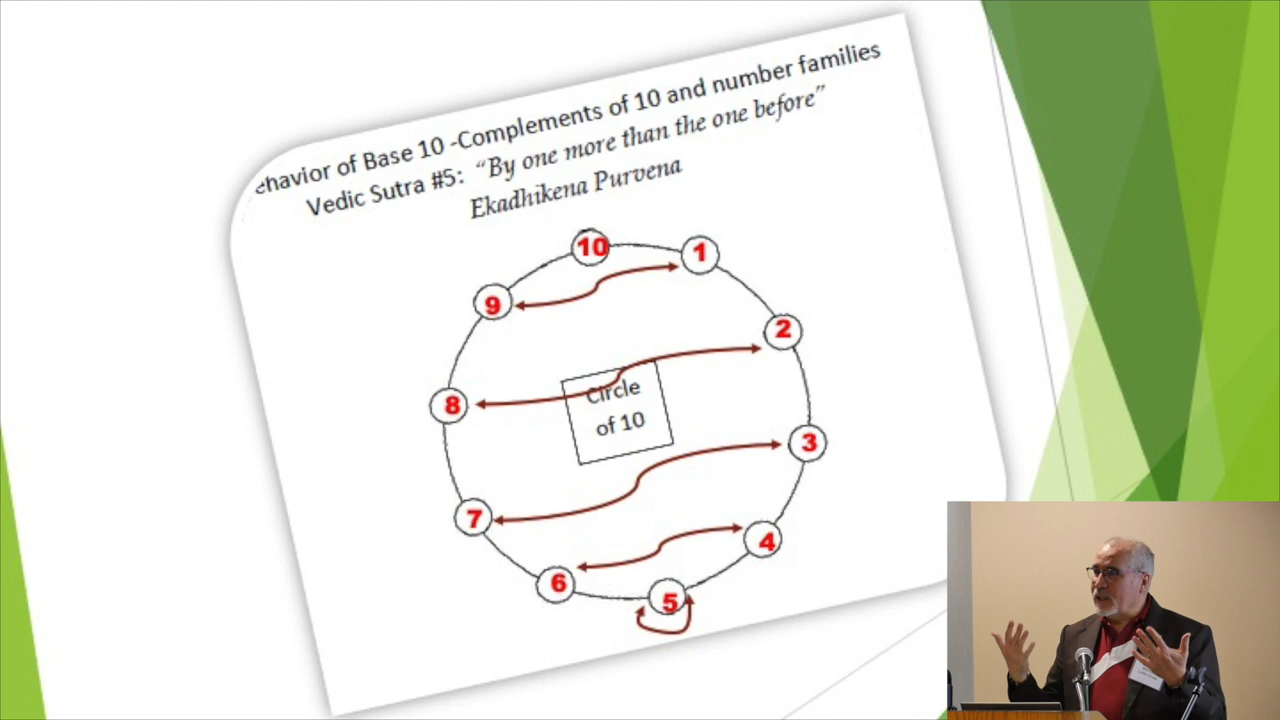 ehavior of Base 10 -Complements of 10 and number families
Vedic Sutra #5: “By one more than the one before”
Ekadhikena Purvena
10
1
9
2
8
Circle
of 10
3
7
4
6
5